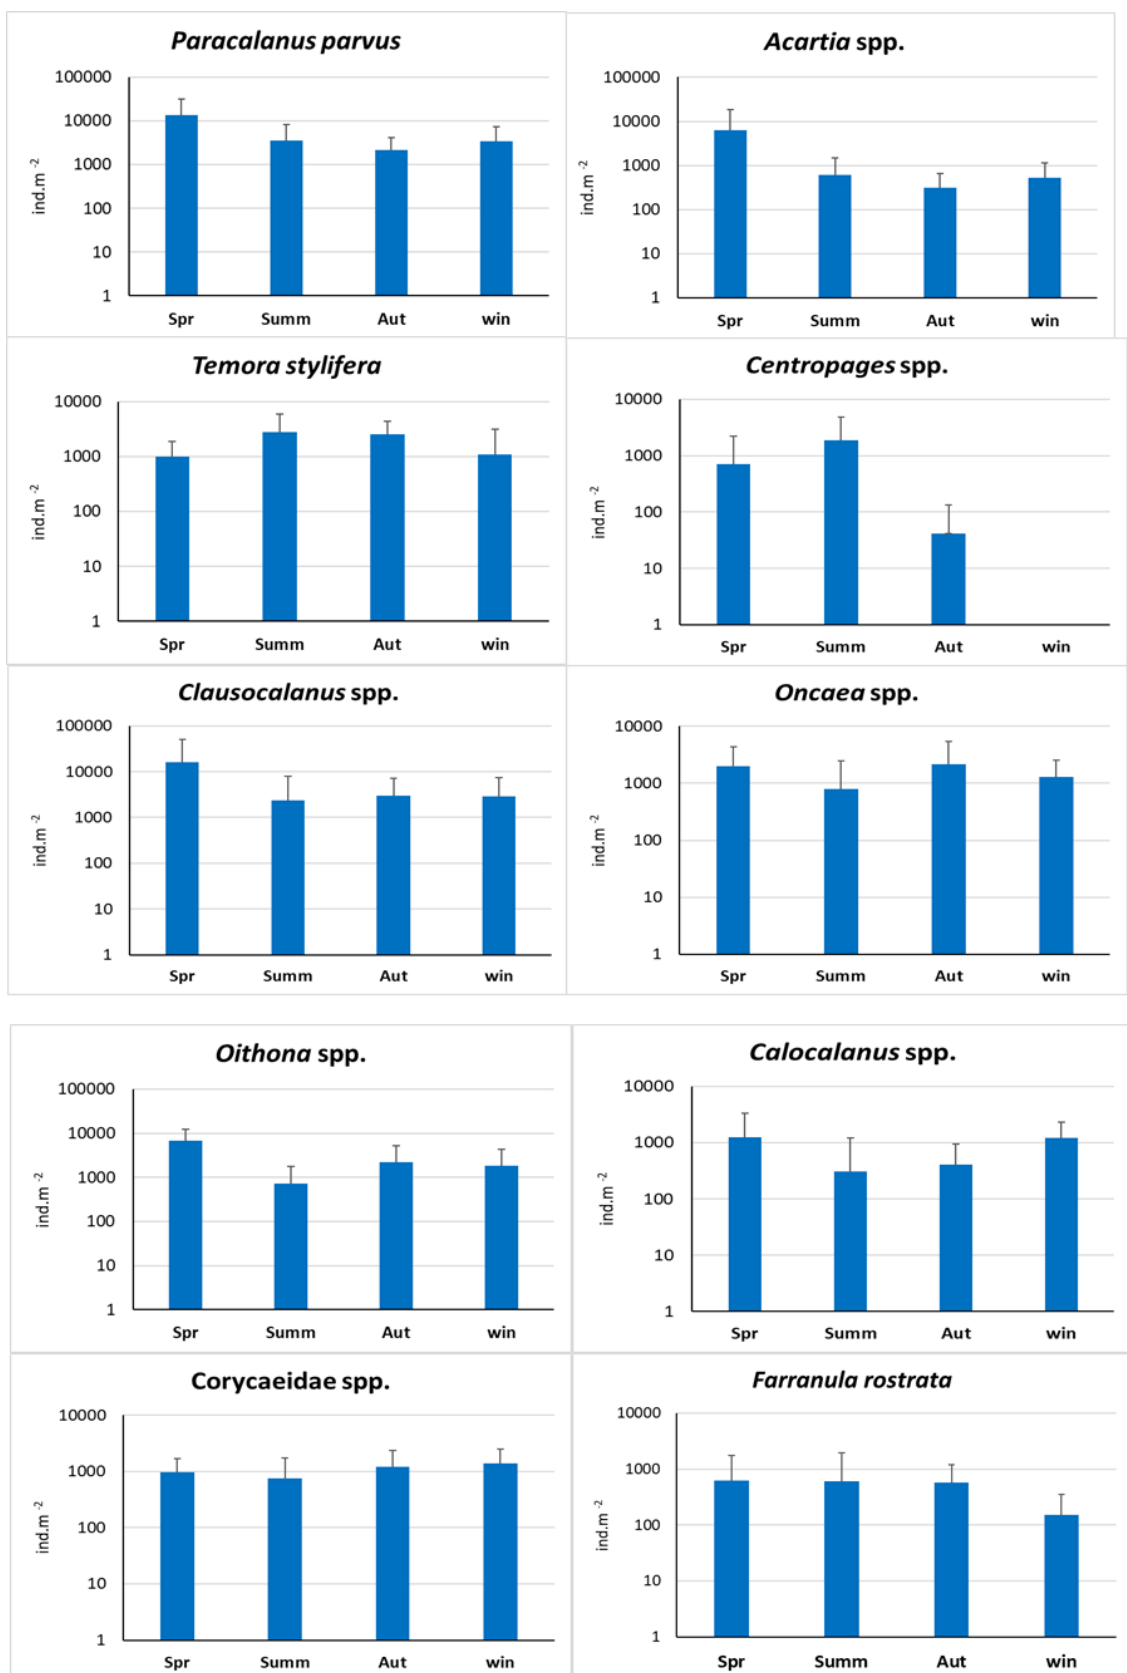 Paracalanus parvus
100000
10000
1000
100
10
1
ind.m -2
Spr Summ Aut win
Acartia spp.
100000
10000
1000
100
10
1
ind.m -2
Spr Summ Aut win
Temora stylifera
10000
1000
100
10
1
ind.m -2
Spr Summ Aut win
Centropages spp.
10000
1000
100
10
1
ind.m -2
Spr Summ Aut win
Clausocalanus spp.
100000
10000
1000
100
10
1
ind.m -2
Spr Summ Aut win
Oncaea spp.
10000
1000
100
10
1
ind.m -2
Spr Summ Aut win
Oithona spp.
100000
10000
1000
100
10
1
ind.m -2
Spr Summ Aut win
Calocalanus spp.
10000
1000
100
10
1
ind.m -2
Spr Summ Aut win
Corycaeidae spp.
10000
1000
100
10
1
ind.m -2
Spr Summ Aut win
Farranula rostrata
10000
1000
100
10
1
ind.m -2
Spr Summ Aut win